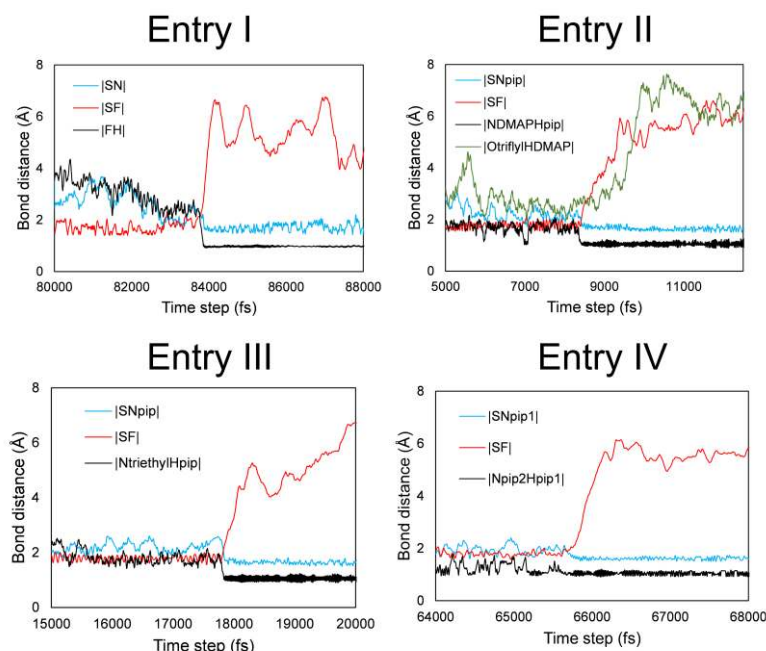 Entry I
Entry II
8
6
4
2
0
Bond distance (Å)
|SN|
|SF|
|FH|
80000 82000 84000 86000 88000
Time step (fs)
8
6
4
2
0
Bond distance (Å)
|SNpip|
|SF|
|NDMAPHpip|
|OtriflylHDMAP|
5000 7000 9000 11000
Time step (fs)
Entry III
Entry IV
8
6
4
2
0
Bond distance (Å)
|SNpip|
|SF|
|NtriethylHpip|
15000 16000 17000 18000 19000 20000
Time step (fs)
8
6
4
2
0
Bond distance (Å)
|SNpip1|
|SF|
|Npip2Hpip1|
64000 65000 66000 67000 68000
Time step (fs)